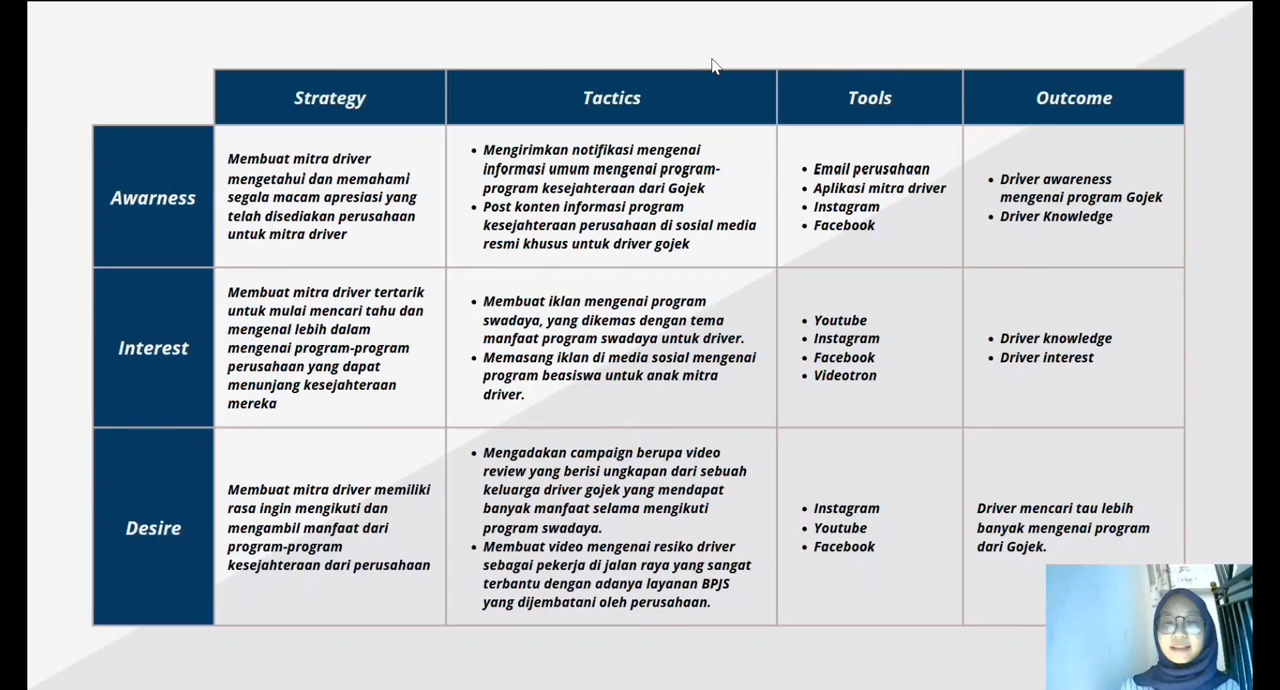 Strategy
Tactics
Tools
Outcome
Awarness
Membuat mitra driver
mengetahui dan memahami
segala macam apresiasi yang
telah disediakan perusahaan
untuk mitra driver
• Mengirimkan notifikasi mengenai
informasi umum mengenai program-
program kesejahteraan dari Gojek
• Post konten informasi program
kesejahteraan perusahaan di sosial media
resmi khusus untuk driver gojek
• Email perusahaan
• Aplikasi mitra driver
• Instagram
• Facebook
• Driver awareness
mengenai program Gojek
• Driver Knowledge
Interest
Membuat mitra driver tertarik
untuk mulai mencari tahu dan
mengenal lebih dalam
mengenai program-program
perusahaan yang dapat
menunjang kesejahteraan
mereka
• Membuat iklan mengenai program
swadaya, yang dikemas dengan tema
manfaat program swadaya untuk driver.
• Memasang iklan di media sosial mengenai
program beasiswa untuk anak mitra
driver.
• Youtube
• Instagram
• Facebook
• Videotron
• Driver knowledge
• Driver interest
Desire
Membuat mitra driver memiliki
rasa ingin mengikuti dan
mengambil manfaat dari
program-program
kesejahteraan dari perusahaan
• Mengadakan campaign berupa video
review yang berisi ungkapan dari sebuah
keluarga driver gojek yang mendapat
banyak manfaat selama mengikuti
program swadaya.
• Membuat video mengenai resiko driver
sebagai pekerja di jalan raya yang sangat
terbantu dengan adanya layanan BPJS
yang dijembatani oleh perusahaan.
• Instagram
• Youtube
• Facebook
Driver mencari tau lebih
banyak mengenai program
dari Gojek.